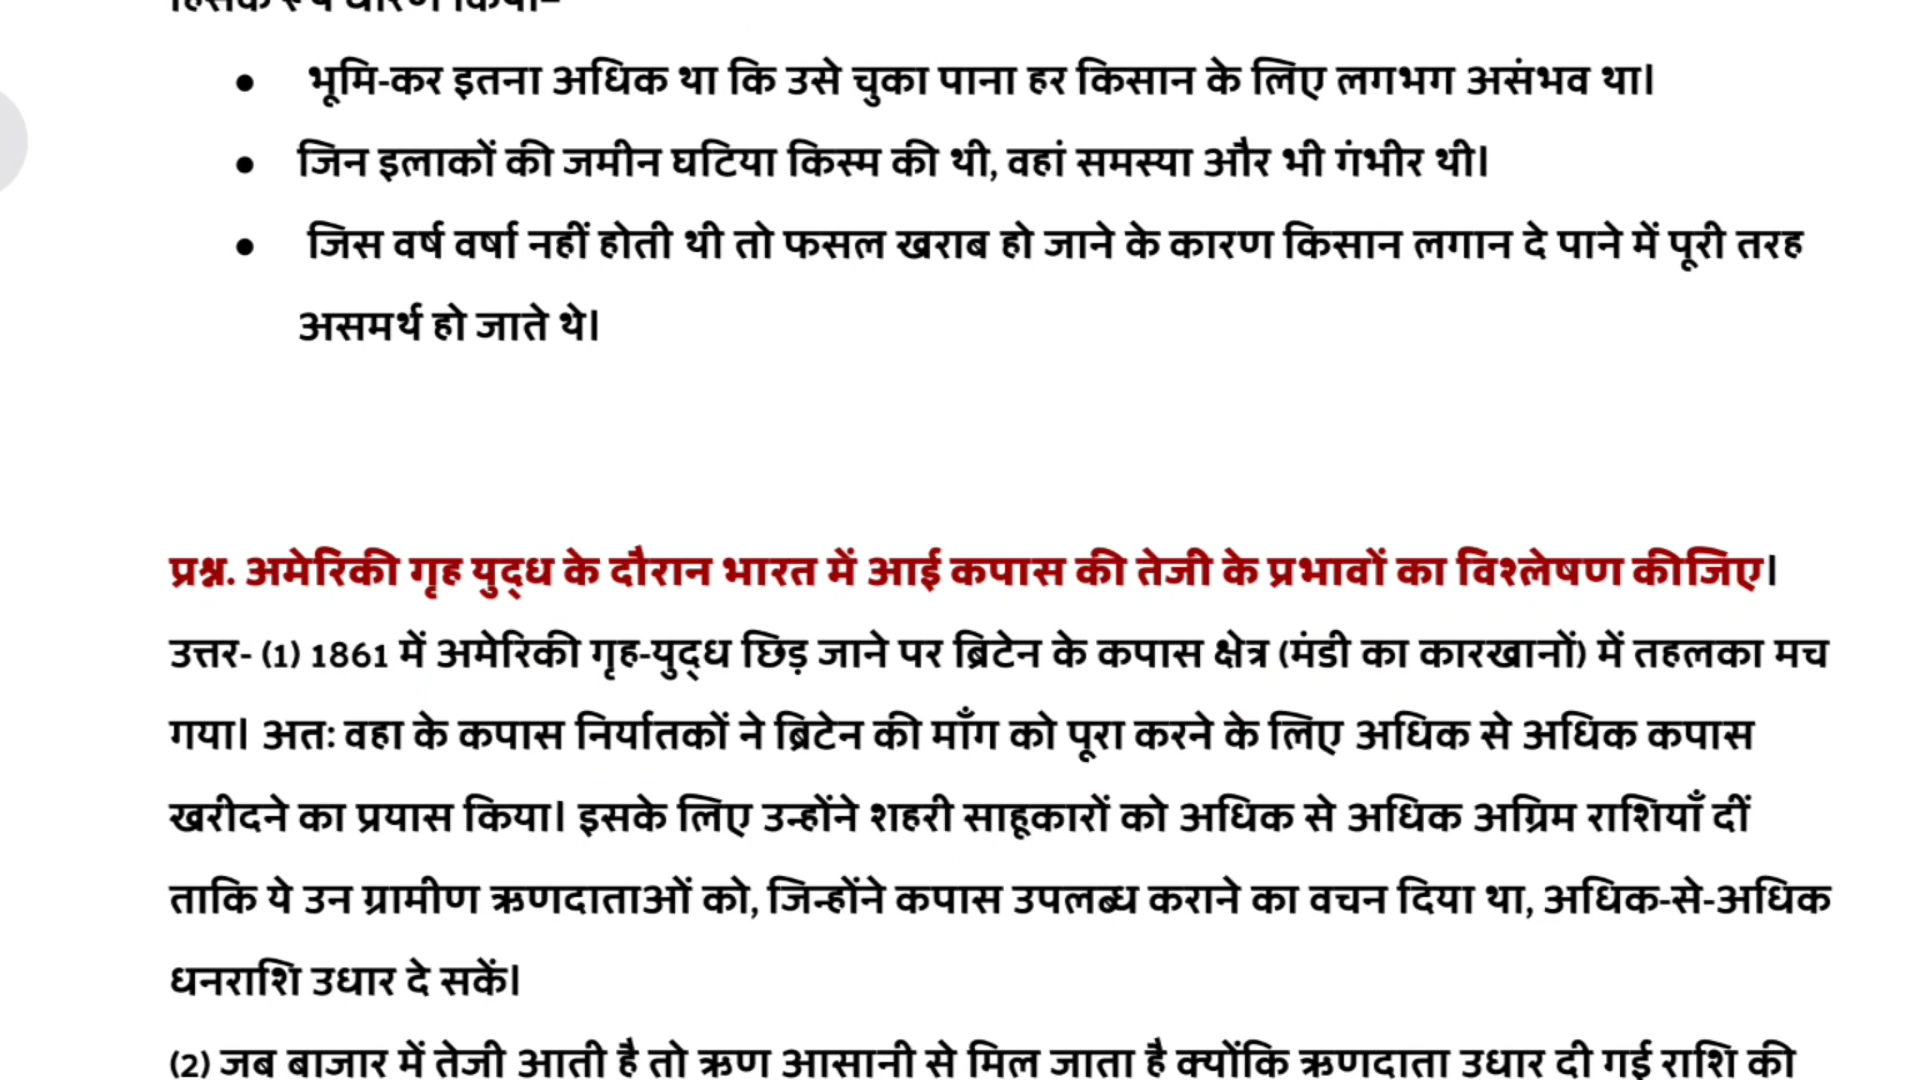 हिंसक रूप धारण किया–
● भूमि-कर इतना अधिक था कि उसे चुका पाना हर किसान के लिए लगभग असंभव था।
● जिन इलाकों की जमीन घटिया किस्म की थी, वहां समस्या और भी गंभीर थी।
● जिस वर्ष वर्षा नहीं होती थी तो फसल खराब हो जाने के कारण किसान लगान दे पाने में पूरी तरह
असमर्थ हो जाते थे।
प्रश्न. अमेरिकी गृह युद्ध के दौरान भारत में आई कपास की तेजी के प्रभावों का विश्लेषण कीजिए।
उत्तर- (1) 1861 में अमेरिकी गृह-युद्ध छिड़ जाने पर ब्रिटेन के कपास क्षेत्र (मंडी का कारखानों) में तहलका मच
गया। अतः वहा के कपास निर्यातकों ने ब्रिटेन की माँग को पूरा करने के लिए अधिक से अधिक कपास
खरीदने का प्रयास किया। इसके लिए उन्होंने शहरी साहूकारों को अधिक से अधिक अग्रिम राशियाँ दीं
ताकि ये उन ग्रामीण ऋणदाताओं को, जिन्होंने कपास उपलब्ध कराने का वचन दिया था, अधिक-से-अधिक
धनराशि उधार दे सकें।
(2) जब बाजार में तेजी आती है तो ऋण आसानी से मिल जाता है क्योंकि ऋणदाता उधार दी गई राशि की